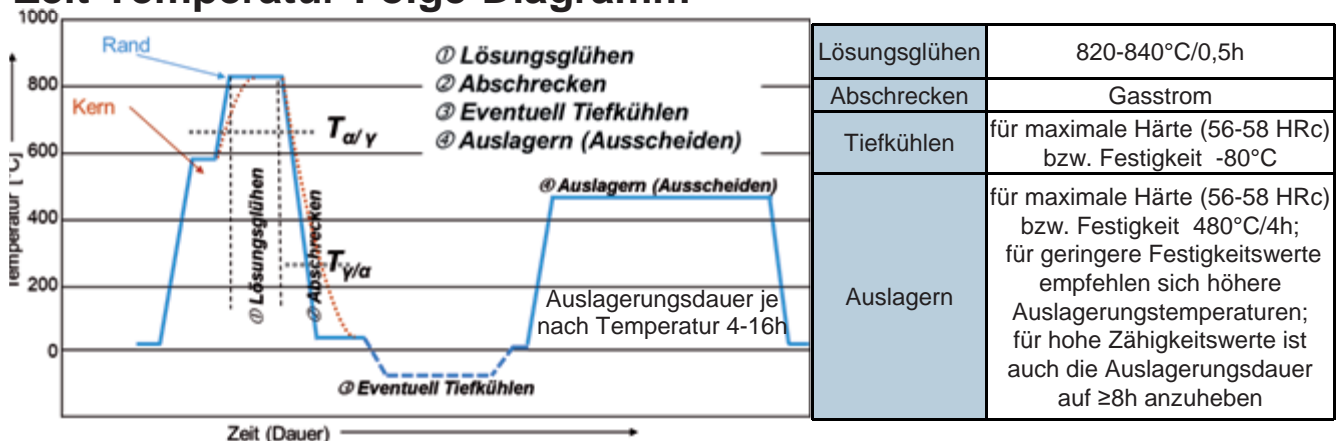 Zeit-Temperatur-Folge-Diagramm
1000
800
600
400
200
0
Temperatur [°C]
Rand
Kern
① Lösungsglühen
② Abschrecken
③ Eventuell Tiefkühlen
④ Auslagern (Ausscheiden)
Tα/γ
① Lösungsglühen
② Abschrecken
Tγ/α
④ Auslagern (Ausscheiden)
Auslagerungsdauer je
nach Temperatur 4-16h
③ Eventuell Tiefkühlen
Zeit (Dauer)
Lösungsglühen
820-840°C/0,5h
Abschrecken
Gasstrom
Tiefkühlen
für maximale Härte (56-58 HRc)
bzw. Festigkeit -80°C
Auslagern
für maximale Härte (56-58 HRc)
bzw. Festigkeit 480°C/4h;
für geringere Festigkeitswerte
empfehlen sich höhere
Auslagerungstemperaturen;
für hohe Zähigkeitswerte ist
auch die Auslagerungsdauer
auf ≥8h anzuheben